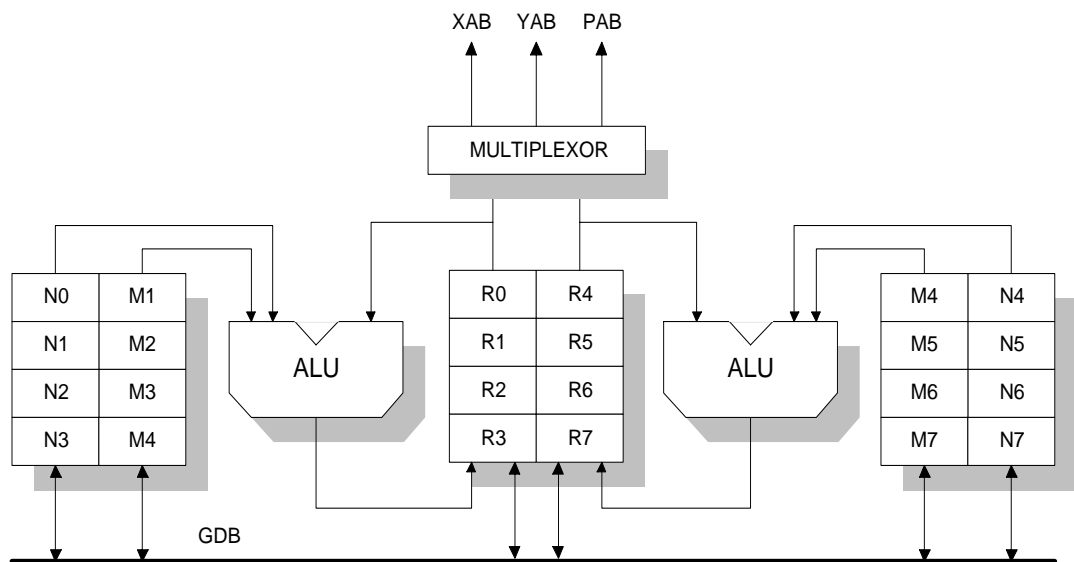 XAB YAB PAB
MULTIPLEXOR
N0 M1
N1 M2
N2 M3
N3 M4
ALU
R0 R4
R1 R5
R2 R6
R3 R7
ALU
M4 N4
M5 N5
M6 N6
M7 N7
GDB